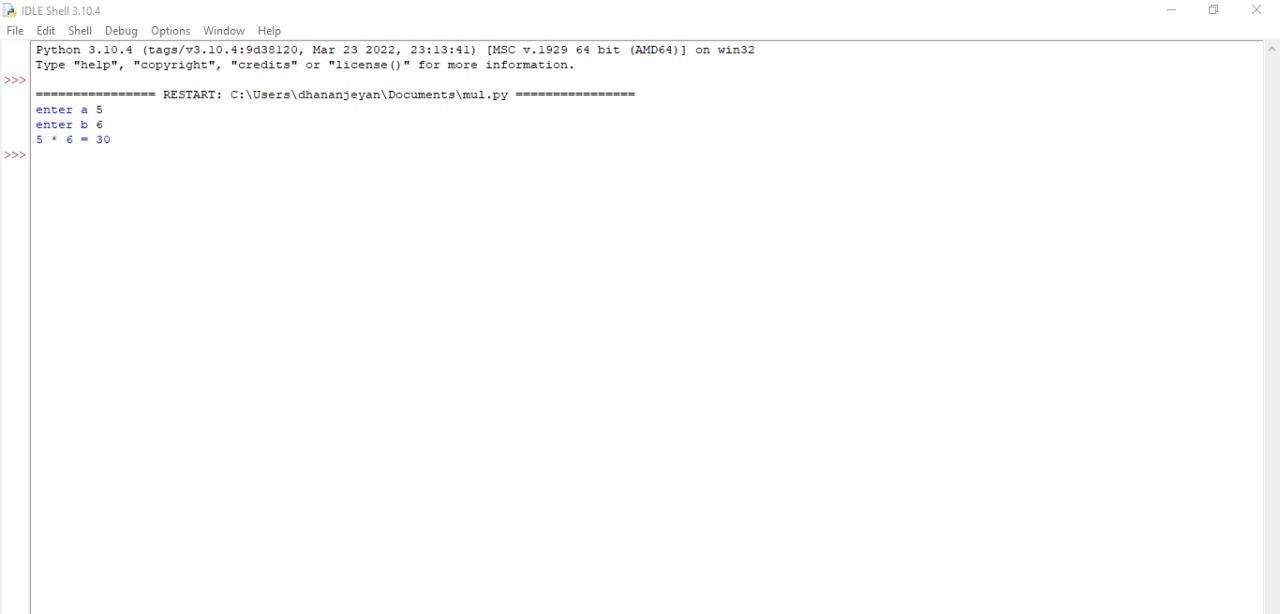 IDLE Shell 3.10.4
File Edit Shell Debug Options Window Help
Python 3.10.4 (tags/v3.10.4:9d38120, Mar 23 2022, 23:13:41) [MSC v.1929 64 bit (AMD64)] on win32
Type "help", "copyright", "credits" or "license()" for more information.
>>>
================ RESTART: C:\Users\dhananjeyan\Documents\mul.py ================
enter a 5
enter b 6
5 * 6 = 30
>>>